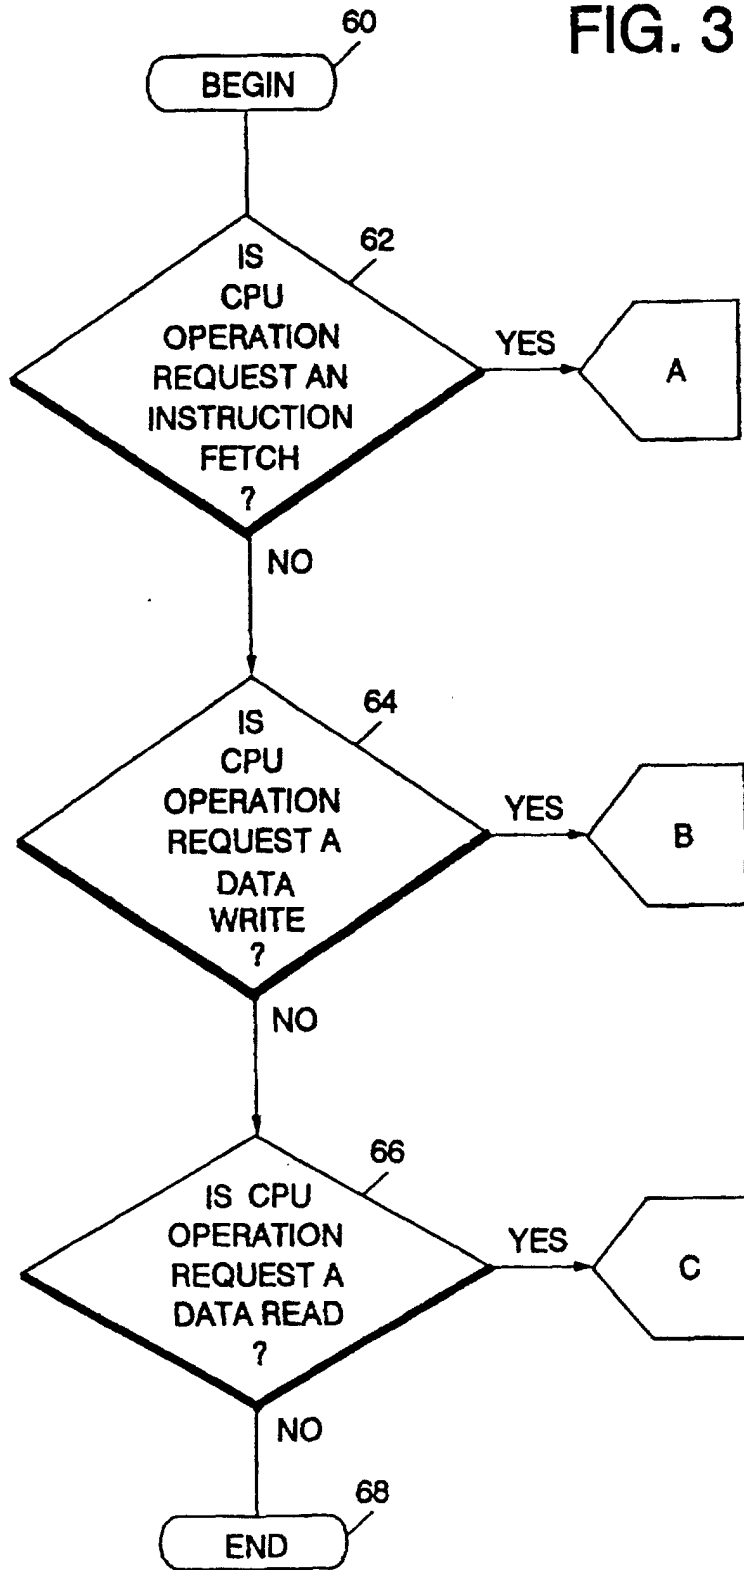 60
FIG. 3
BEGIN
62
IS
CPU
OPERATION
REQUEST AN
INSTRUCTION
FETCH
?
YES
A
NO
64
IS
CPU
OPERATION
REQUEST A
DATA
WRITE
?
YES
B
NO
66
IS CPU
OPERATION
REQUEST A
DATA READ
?
YES
C
NO
68
END